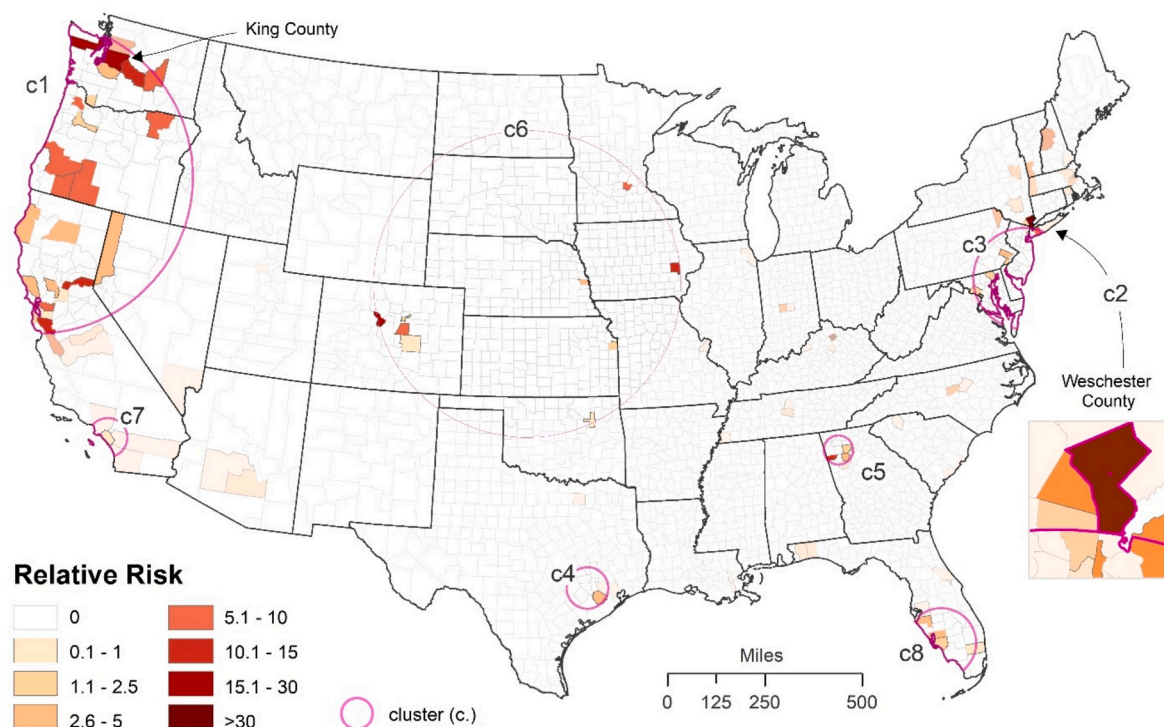 King County
c1
c6
c3
c2
Weschester
County
c7
c5
c4
c8
Relative Risk
0
5.1 - 10
0.1 - 1
10.1 - 15
1.1 - 2.5
15.1 - 30
2.6 - 5
>30
cluster (c.)
Miles
0 125 250 500